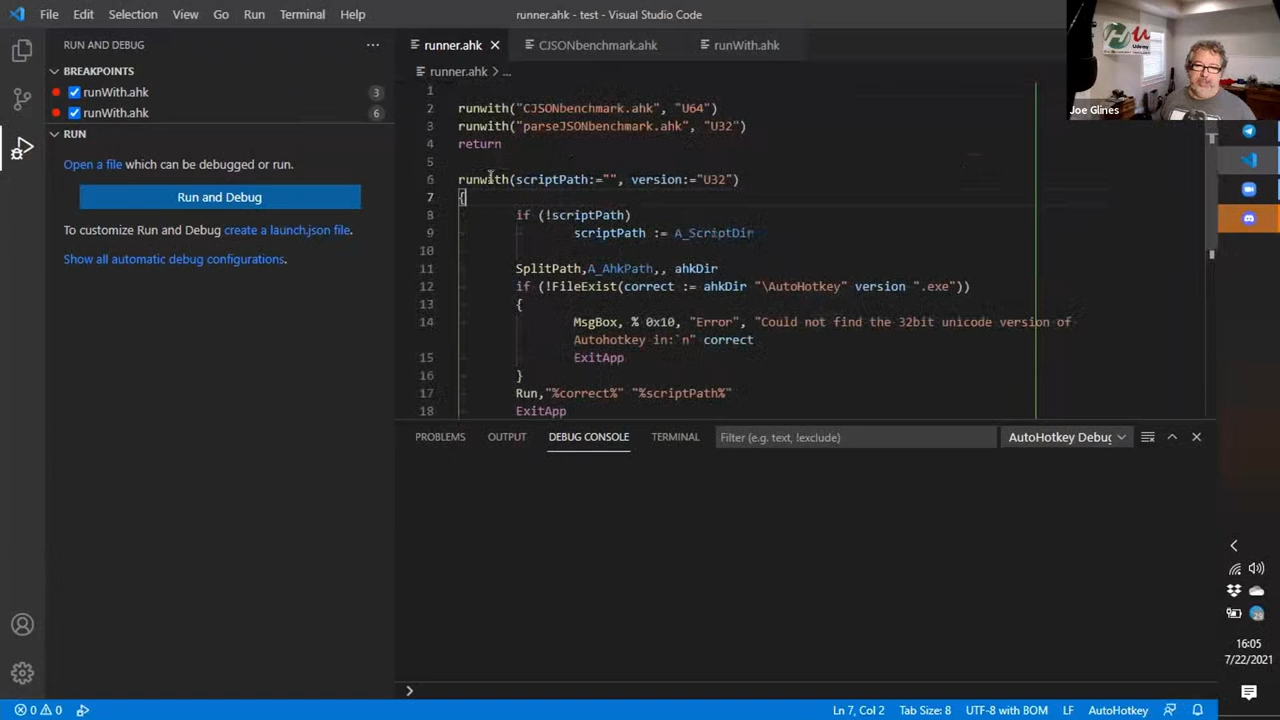 File Edit Selection View Go Run Terminal Help
runner.ahk - test - Visual Studio Code
RUN AND DEBUG
BREAKPOINTS
runWith.ahk 3
runWith.ahk 6
RUN
Open a file which can be debugged or run.
Run and Debug
To customize Run and Debug create a launch.json file.
Show all automatic debug configurations.
runner.ahk CJSONbenchmark.ahk runWith.ahk
runner.ahk > ...
1
2 runwith("CJSONbenchmark.ahk", "U64")
3 runwith("parseJSONbenchmark.ahk", "U32")
4 return
5
6 runwith(scriptPath:="", version:="U32")
7 {
8 if (!scriptPath)
9 scriptPath := A_ScriptDir
10
11 SplitPath,A_AhkPath,, ahkDir
12 if (!FileExist(correct := ahkDir "\AutoHotkey" version ".exe"))
13 {
14 MsgBox, % 0x10, "Error", "Could not find the 32bit unicode version of
Autohotkey in:`n" correct
15 ExitApp
16 }
17 Run,"%correct%" "%scriptPath%"
18 ExitApp
PROBLEMS OUTPUT DEBUG CONSOLE TERMINAL
Filter (e.g. text, !exclude)
AutoHotkey Debug
>
0 0
Ln 7, Col 2 Tab Size: 8 UTF-8 with BOM LF AutoHotkey
Udemy
Joe Glines
16:05
7/22/2021